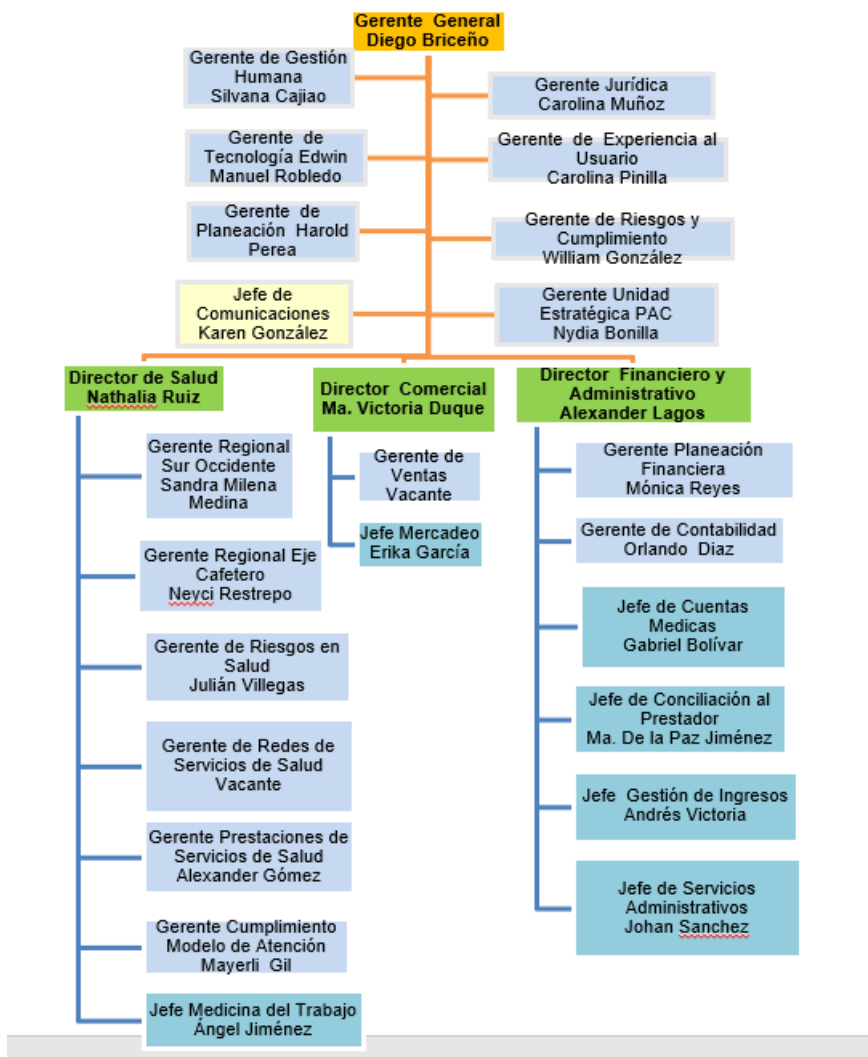 Gerente General
Diego Briceño
Gerente de Gestión
Humana
Silvana Cajiao
Gerente Jurídica
Carolina Muñoz
Gerente de
Tecnología Edwin
Manuel Robledo
Gerente de Experiencia al
Usuario
Carolina Pinilla
Gerente de
Planeación Harold
Perea
Gerente de Riesgos y
Cumplimiento
William González
Jefe de
Comunicaciones
Karen González
Gerente Unidad
Estratégica PAC
Nydia Bonilla
Director de Salud
Nathalia Ruiz
Gerente Regional
Sur Occidente
Sandra Milena
Medina
Gerente Regional Eje
Cafetero
Neyci Restrepo
Gerente de Riesgos en
Salud
Julián Villegas
Gerente de Redes de
Servicios de Salud
Vacante
Gerente Prestaciones de
Servicios de Salud
Alexander Gómez
Gerente Cumplimiento
Modelo de Atención
Mayerli Gil
Jefe Medicina del Trabajo
Ángel Jiménez
Director Comercial
Ma. Victoria Duque
Gerente de
Ventas
Vacante
Jefe Mercadeo
Erika García
Director Financiero y
Administrativo
Alexander Lagos
Gerente Planeación
Financiera
Mónica Reyes
Gerente de Contabilidad
Orlando Diaz
Jefe de Cuentas
Medicas
Gabriel Bolívar
Jefe de Conciliación al
Prestador
Ma. De la Paz Jiménez
Jefe Gestión de Ingresos
Andrés Victoria
Jefe de Servicios
Administrativos
Johan Sanchez